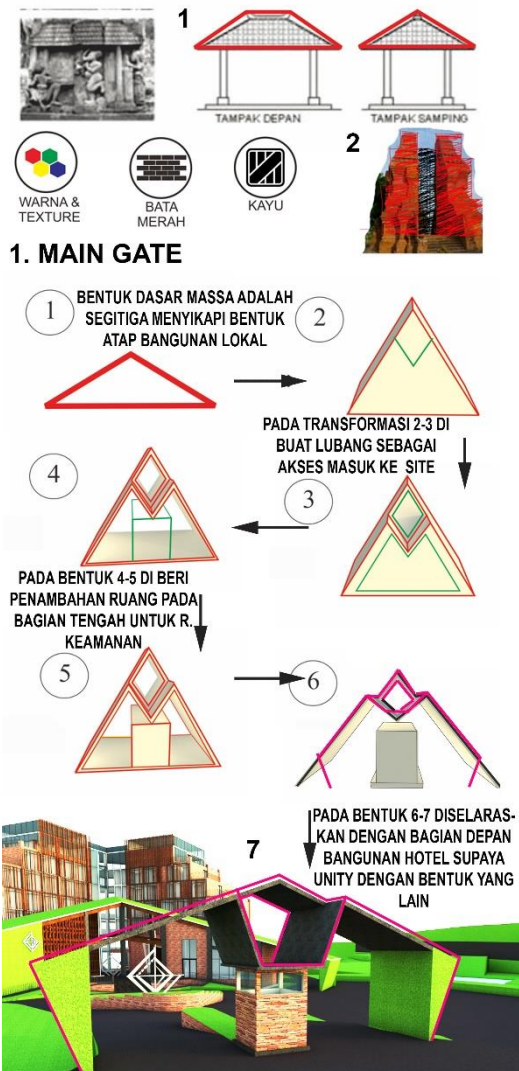 1
TAMPAK DEPAN
TAMPAK SAMPING
2
WARNA &
TEXTURE
BATA
MERAH
KAYU
1. MAIN GATE
1
BENTUK DASAR MASSA ADALAH
SEGITIGA MENYIKAPI BENTUK
ATAP BANGUNAN LOKAL
2
PADA TRANSFORMASI 2-3 DI
BUAT LUBANG SEBAGAI
AKSES MASUK KE SITE
4
3
PADA BENTUK 4-5 DI BERI
PENAMBAHAN RUANG PADA
BAGIAN TENGAH UNTUK R.
KEAMANAN
5
6
PADA BENTUK 6-7 DISELARAS-
KAN DENGAN BAGIAN DEPAN
BANGUNAN HOTEL SUPAYA
UNITY DENGAN BENTUK YANG
LAIN
7